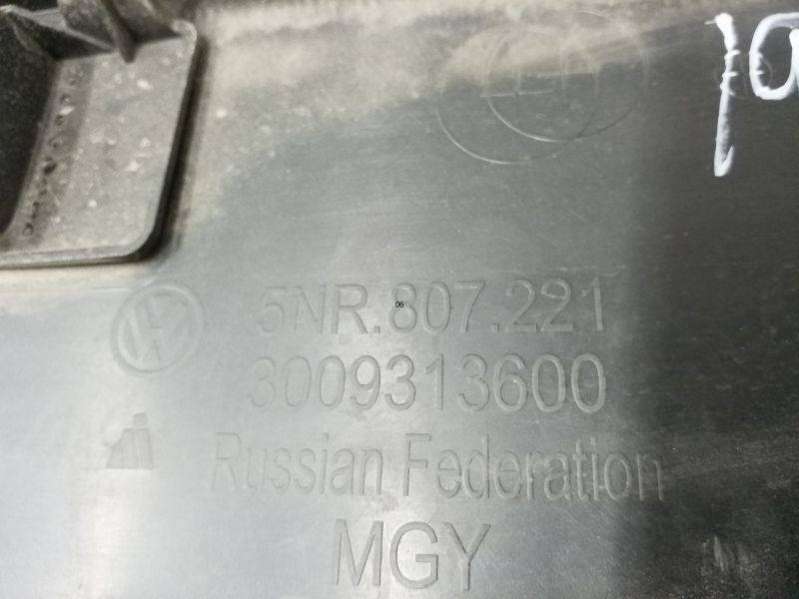 5NR.807.221
3009313600
Russian Federation
MGY